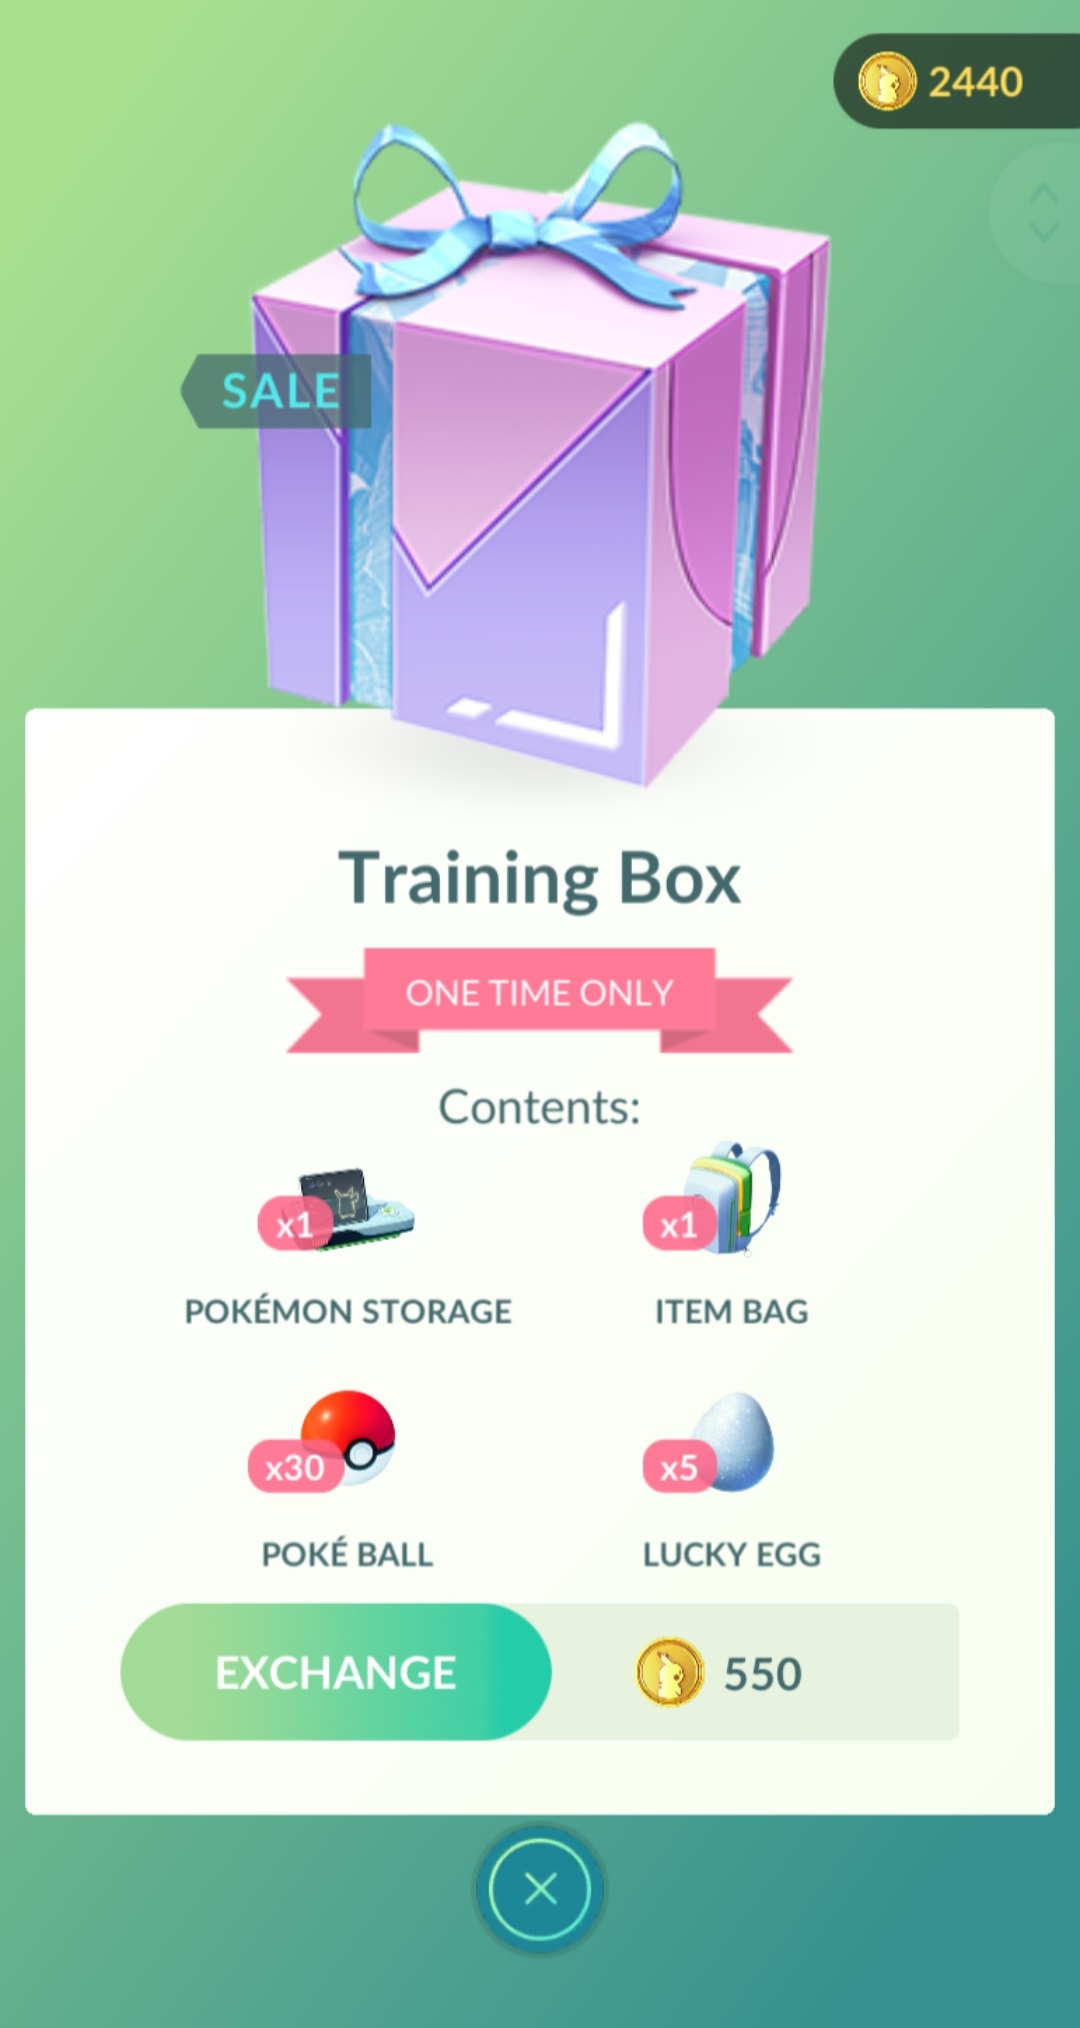 2440
SALE
Training Box
ONE TIME ONLY
Contents:
x1
x1
POKÉMON STORAGE
ITEM BAG
x30
x5
POKÉ BALL
LUCKY EGG
EXCHANGE
550